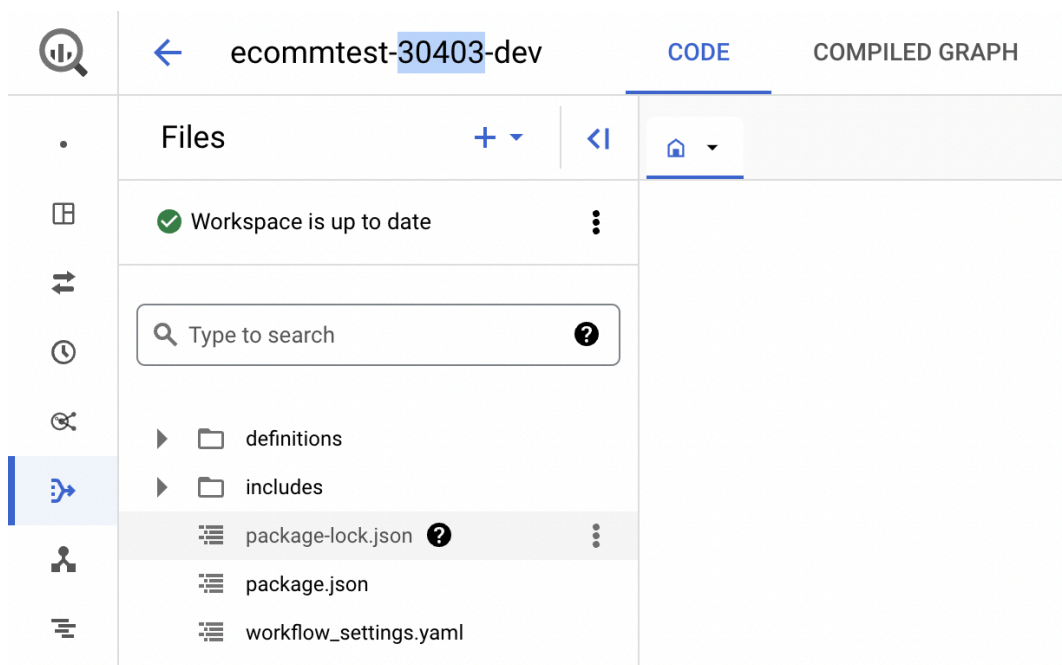 ecommtest-30403-dev
CODE
COMPILED GRAPH
Files
Workspace is up to date
Type to search
definitions
includes
package-lock.json
package.json
workflow_settings.yaml